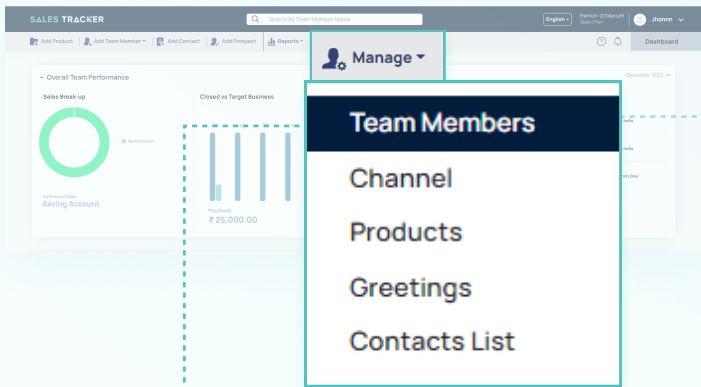 SALES TRACKER
Search By Team Member Name
English
Premium: 22 Days Left
Select Plan
Jhonnn
Add Product
Add Team Member
Add Contact
Add Prospect
Reports
Manage
Dashboard
Team Members
Channel
Products
Greetings
Contacts List
– Overall Team Performance
December 2022
Sales Break-up
Saving Account
Top Product Sales
Saving Account
Closed vs Target Business
This Month
₹ 25,000.00